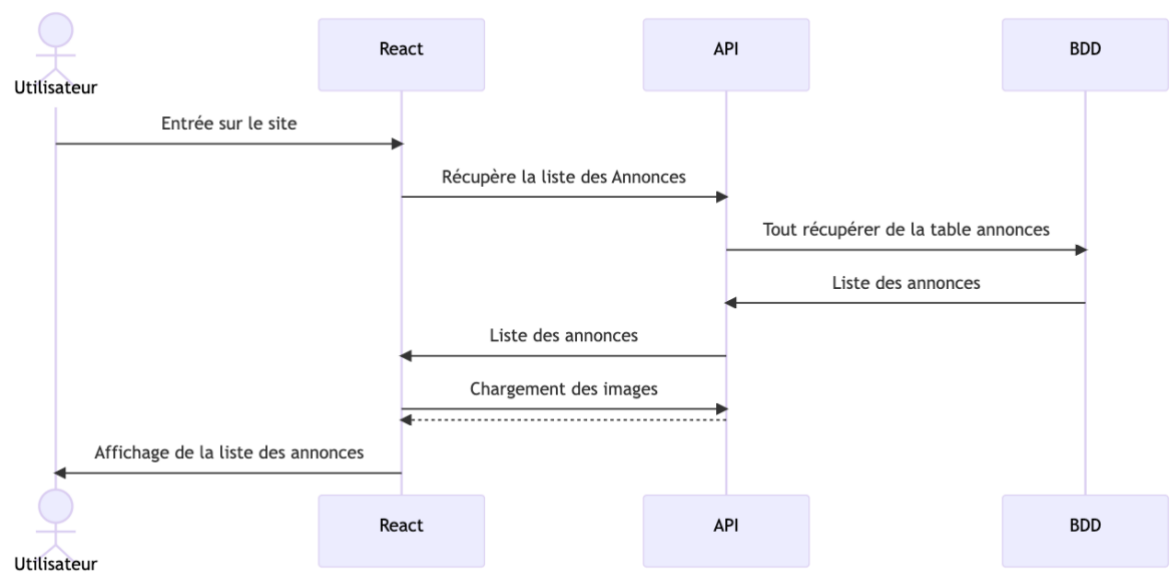 React
API
BDD
Utilisateur
Entrée sur le site
Récupère la liste des Annonces
Tout récupérer de la table annonces
Liste des annonces
Liste des annonces
Chargement des images
Affichage de la liste des annonces
React
API
BDD
Utilisateur